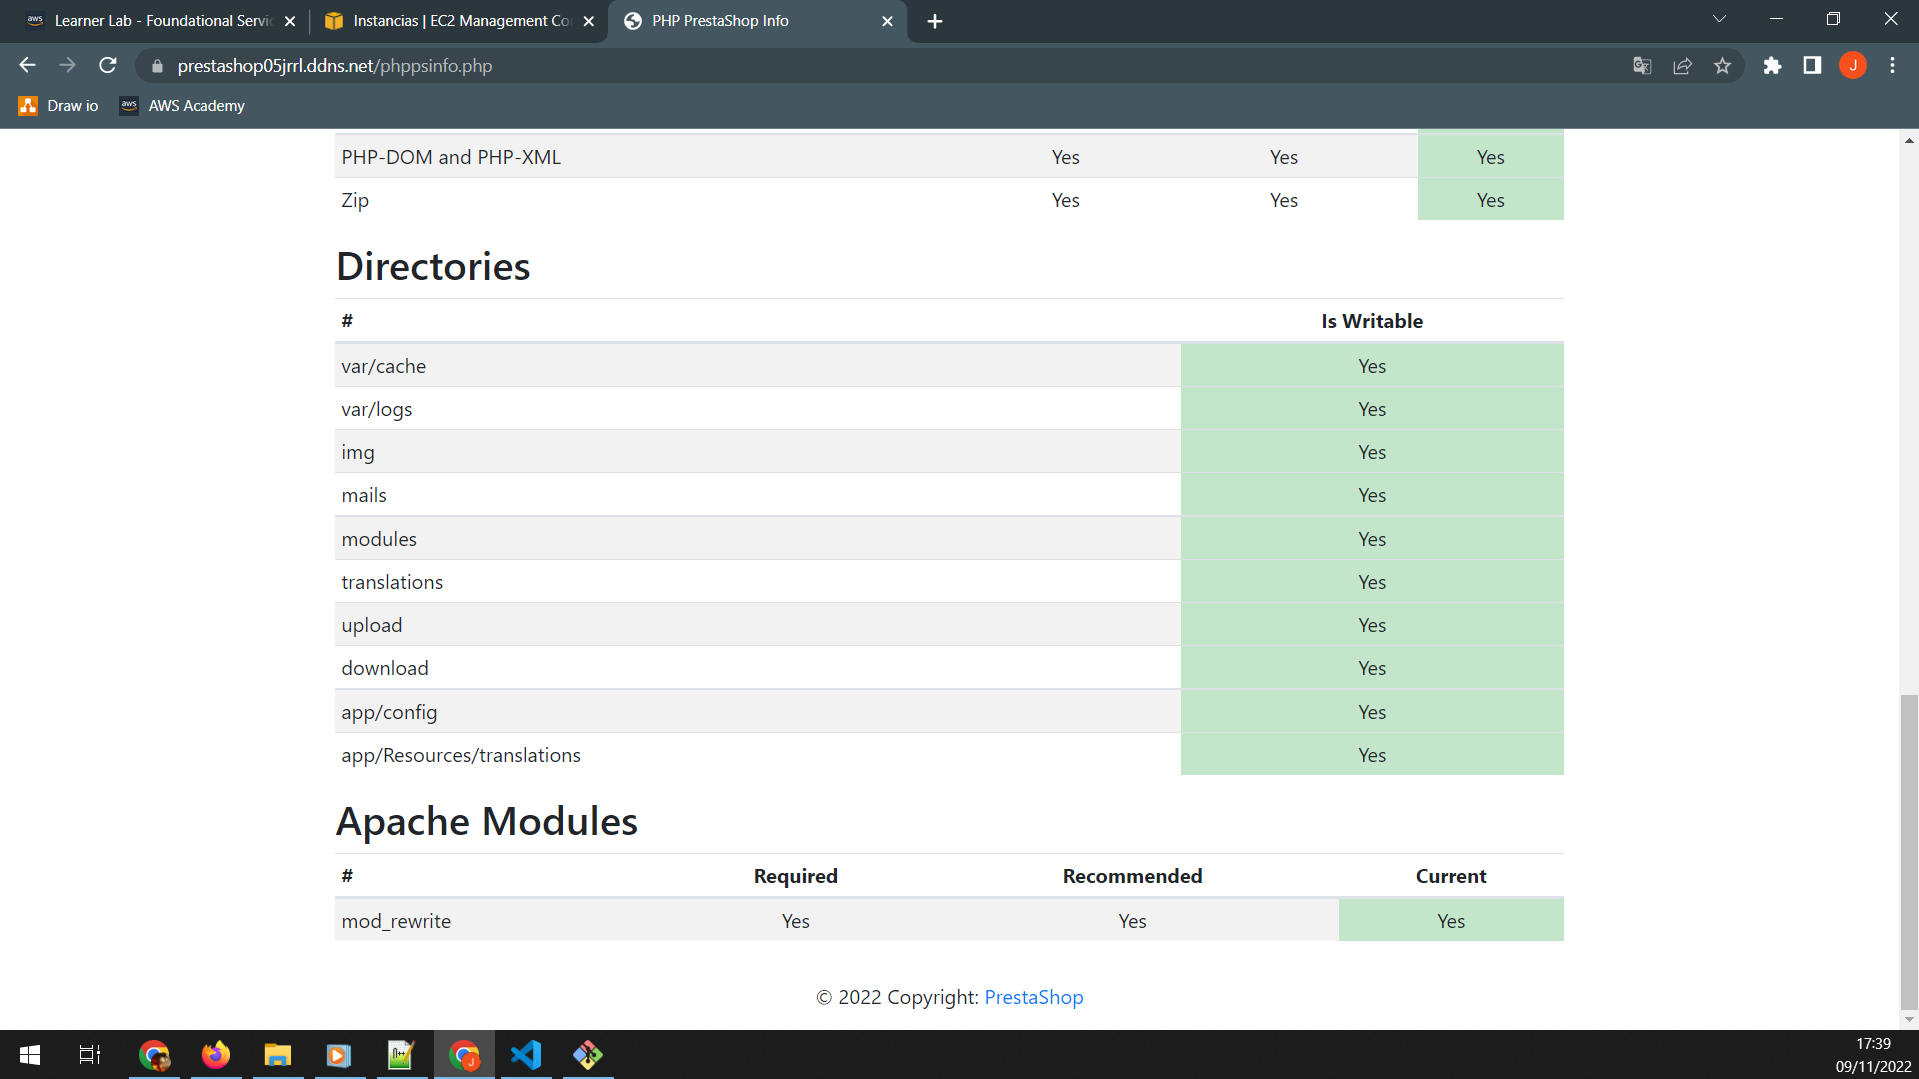 Learner Lab - Foundational Servic
Instancias | EC2 Management Co
PHP PrestaShop Info
prestashop05jrrl.ddns.net/phppsinfo.php
J
Draw io
aws
AWS Academy
PHP-DOM and PHP-XML Yes Yes Yes
Zip Yes Yes Yes
Directories
# Is Writable
var/cache Yes
var/logs Yes
img Yes
mails Yes
modules Yes
translations Yes
upload Yes
download Yes
app/config Yes
app/Resources/translations Yes
Apache Modules
# Required Recommended Current
mod_rewrite Yes Yes Yes
© 2022 Copyright: PrestaShop
17:39
09/11/2022